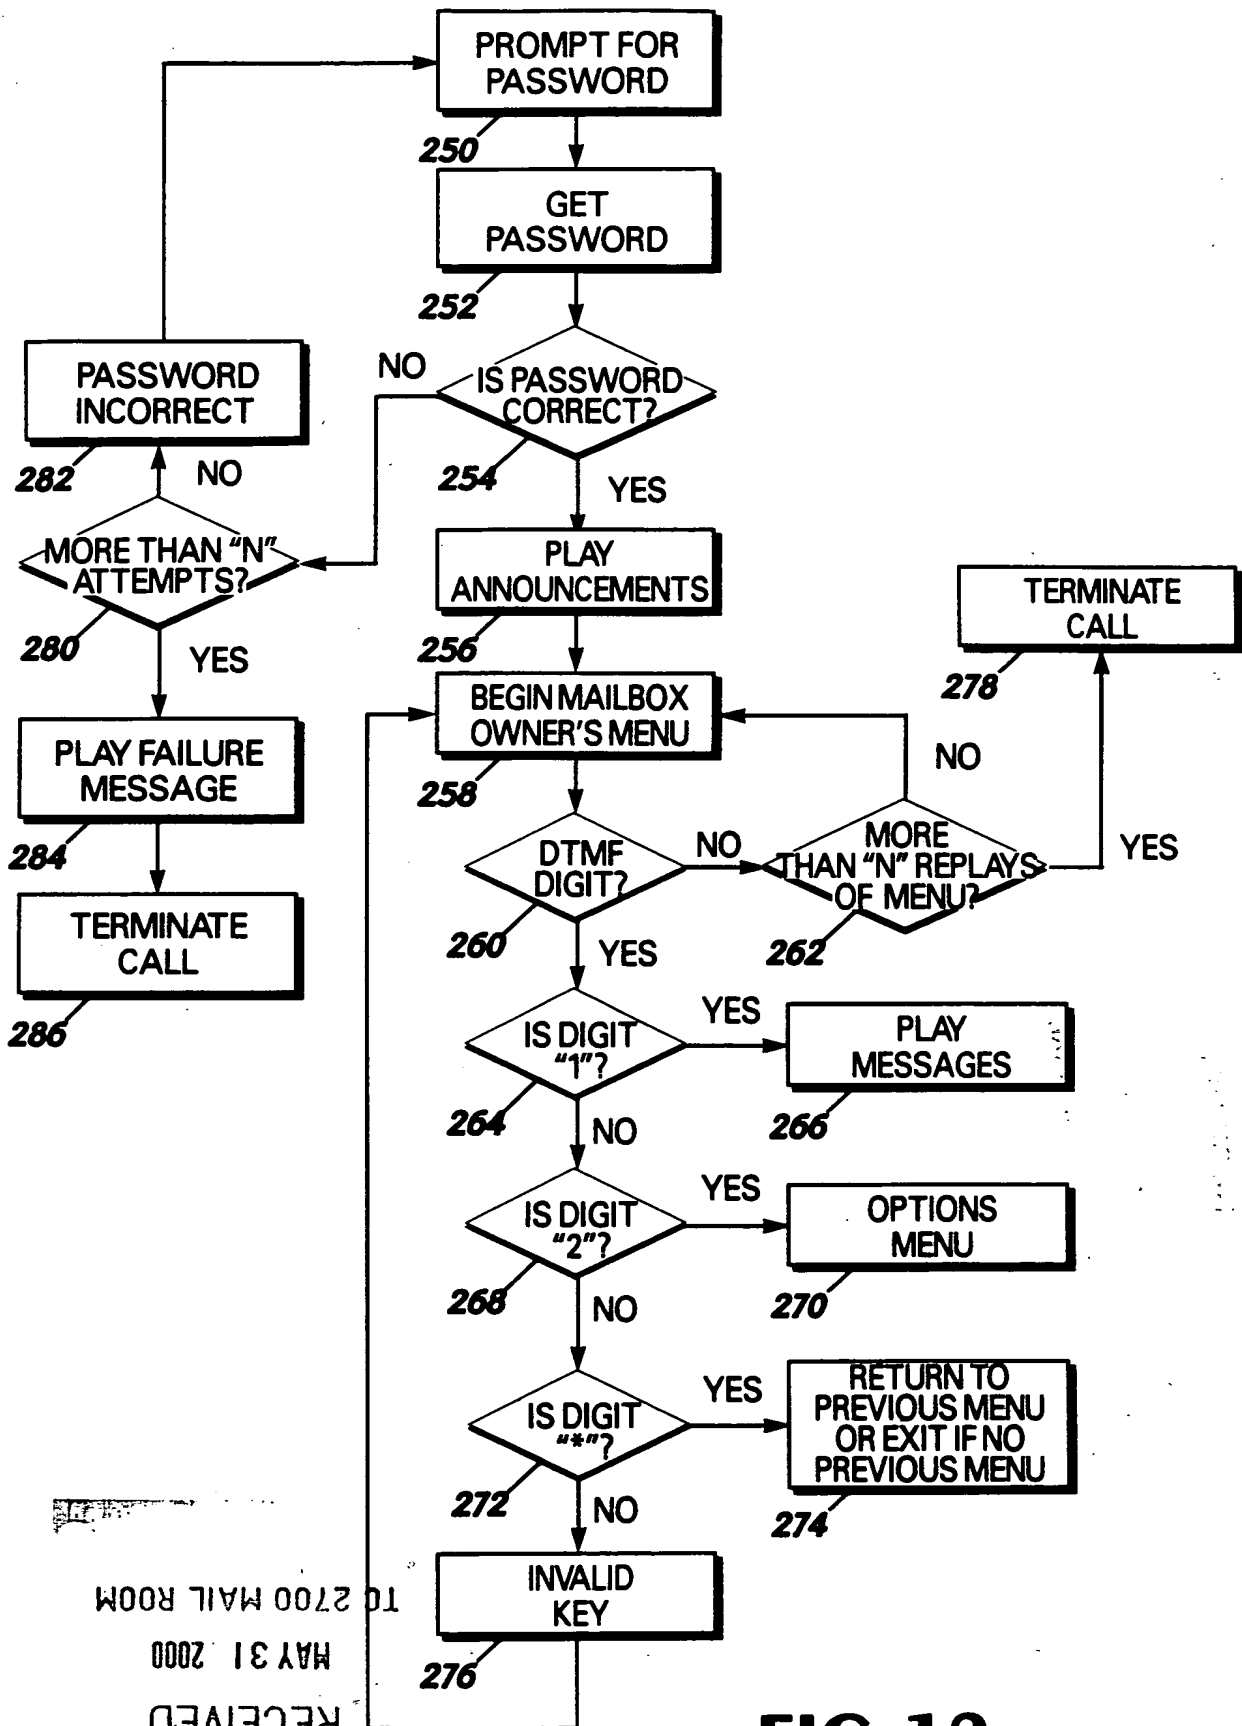 PROMPT FOR
PASSWORD
250
GET
PASSWORD
252
IS PASSWORD
CORRECT?
254
NO
YES
PASSWORD
INCORRECT
282
NO
MORE THAN "N"
ATTEMPTS?
280
YES
PLAY FAILURE
MESSAGE
284
TERMINATE
CALL
286
PLAY
ANNOUNCEMENTS
256
BEGIN MAILBOX
OWNER'S MENU
258
TERMINATE
CALL
278
NO
YES
DTMF
DIGIT?
260
NO
YES
MORE
THAN "N" REPLAYS
OF MENU?
262
IS DIGIT
"1"?
264
YES
NO
PLAY
MESSAGES
266
IS DIGIT
"2"?
268
YES
NO
OPTIONS
MENU
270
IS DIGIT
"*"?
272
YES
NO
RETURN TO
PREVIOUS MENU
OR EXIT IF NO
PREVIOUS MENU
274
INVALID
KEY
276
RECEIVED
MAY 31 2000
TO 2700 MAIL ROOM